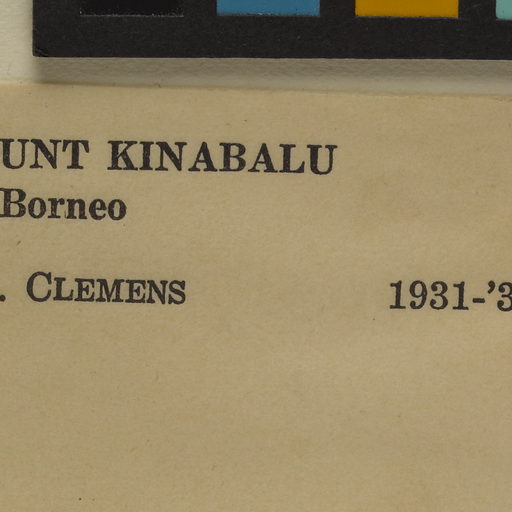 UNT KINABALU
Borneo
. CLEMENS 1931-'3